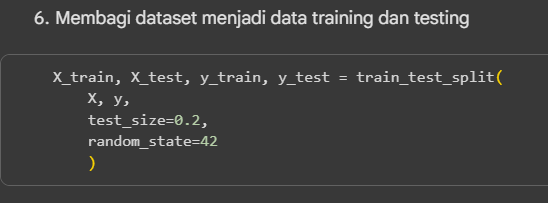 6. Membagi dataset menjadi data training dan testing
X_train, X_test, y_train, y_test = train_test_split(
X, y,
test_size=0.2,
random_state=42
)